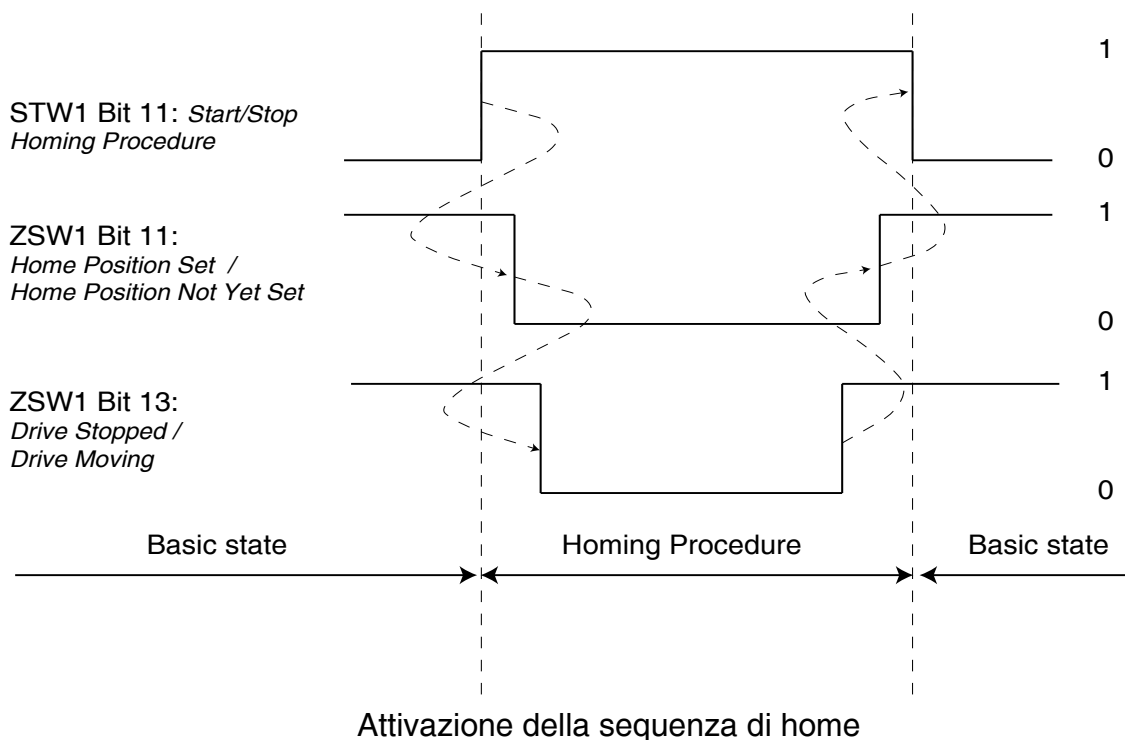 1
STW1 Bit 11: Start/Stop
Homing Procedure
0
1
ZSW1 Bit 11:
Home Position Set /
Home Position Not Yet Set
0
1
ZSW1 Bit 13:
Drive Stopped /
Drive Moving
0
Basic state
Homing Procedure
Basic state
Attivazione della sequenza di home